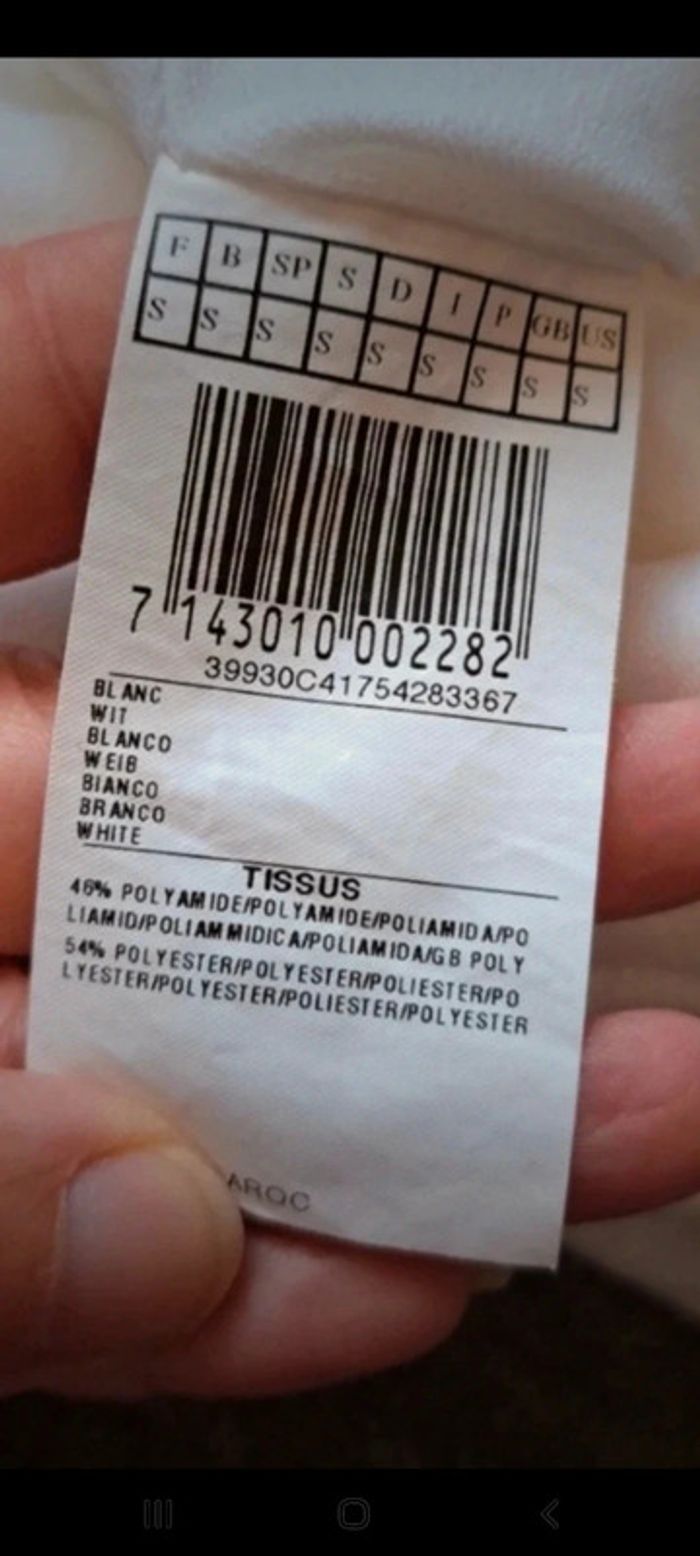 F B SP S D I P GB US
S S S S S S S S S
7 143010 002282
39930C41754283367
BLANC
WIT
BLANCO
WEIB
BIANCO
BRANCO
WHITE
TISSUS
46% POLYAMIDE/POLYAMIDE/POLIAMIDA/PO
LIAMID/POLIAMMIDICA/POLIAMIDA/GB POLY
54% POLYESTER/POLYESTER/POLIESTER/PO
LYESTER/POLYESTER/POLIESTER/POLYESTER
AROC